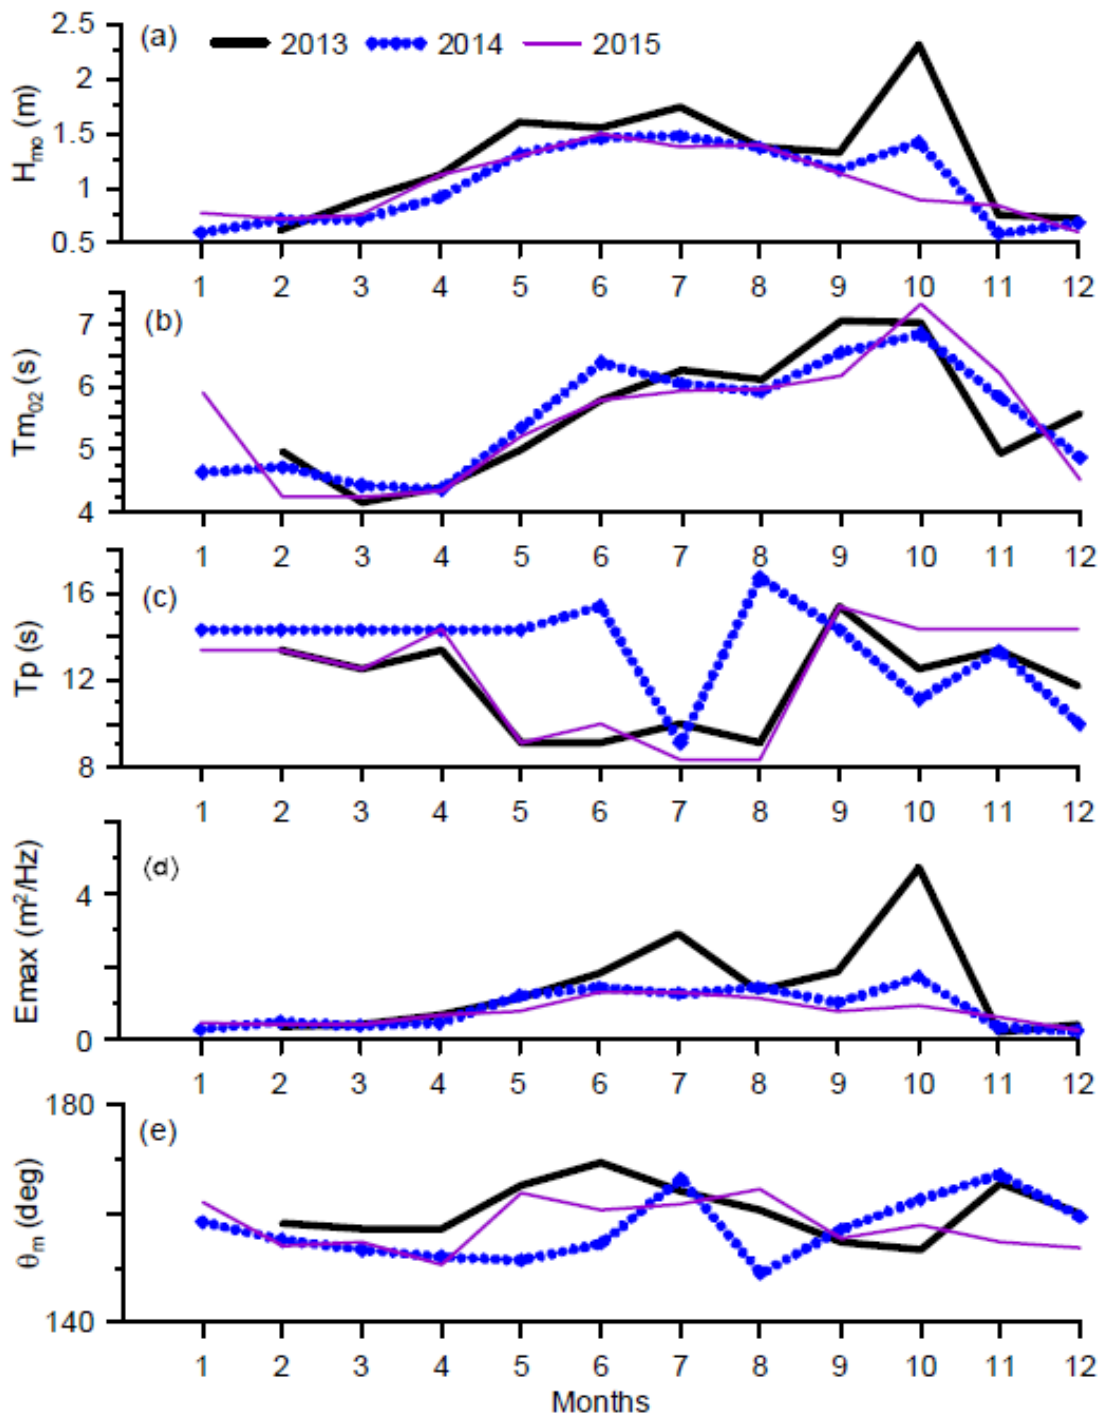 2.5
(a) 2013 2014 2015
2
1.5
1
0.5
Hmo (m)
1 2 3 4 5 6 7 8 9 10 11 12
(b)
7
6
5
4
Tm02 (s)
1 2 3 4 5 6 7 8 9 10 11 12
(c)
16
12
8
Tp (s)
1 2 3 4 5 6 7 8 9 10 11 12
(d)
4
0
Emax (m²/Hz)
1 2 3 4 5 6 7 8 9 10 11 12
180
(e)
140
θm (deg)
1 2 3 4 5 6 7 8 9 10 11 12
Months